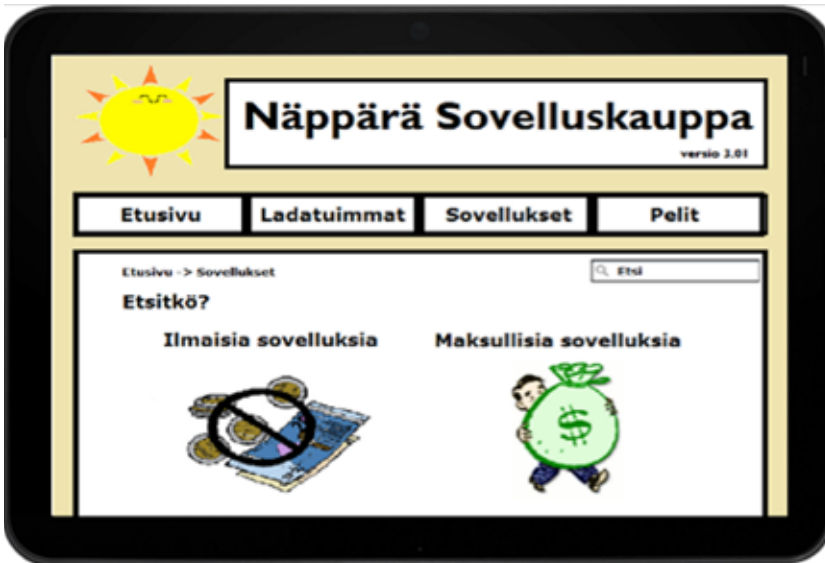 Näppärä Sovelluskauppa
versio 3.01
Etusivu Ladatuimmat Sovellukset Pelit
Etusivu -> Sovellukset
Etsi
Etsitkö?
Ilmaisia sovelluksia Maksullisia sovelluksia
$